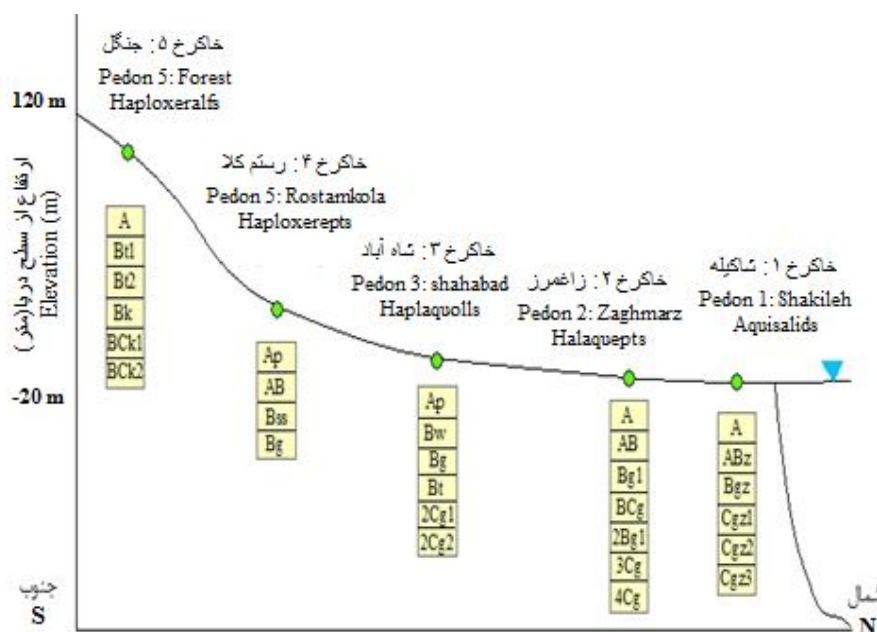 خاکرخ ۵: جنگل
Pedon 5: Forest
Haploxeralfs
120 m
خاکرخ ۴: رستم کلا
Pedon 5: Rostamkola
Haploxerepts
خاکرخ ۳: شاه آباد
Pedon 3: shahabad
Haplaquolls
خاکرخ ۲: زاغمرز
Pedon 2: Zaghmarz
Halaquepts
خاکرخ ۱: شاکیله
Pedon 1: Shakileh
Aquisalids
ارتفاع از سطح دریا(متر)
Elevation (m)
-20 m
A
Bt1
Bt2
Bk
BCk1
BCk2
Ap
AB
Bss
Bg
Ap
Bw
Bg
Bt
2Cg1
2Cg2
A
AB
Bg1
BCg
2Bg1
3Cg
4Cg
A
ABz
Bgz
Cgz1
Cgz2
Cgz3
جنوب
S
شمال
N